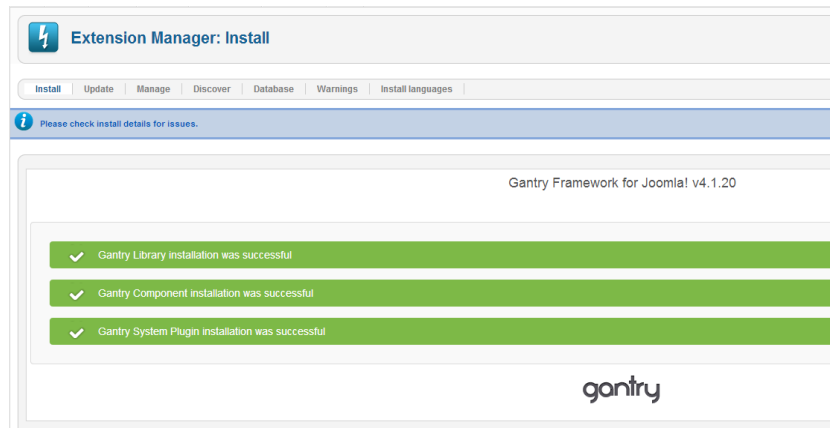 Extension Manager: Install
Install Update Manage Discover Database Warnings Install languages
Please check install details for issues.
Gantry Framework for Joomla! v4.1.20
Gantry Library installation was successful
Gantry Component installation was successful
Gantry System Plugin installation was successful
gantry